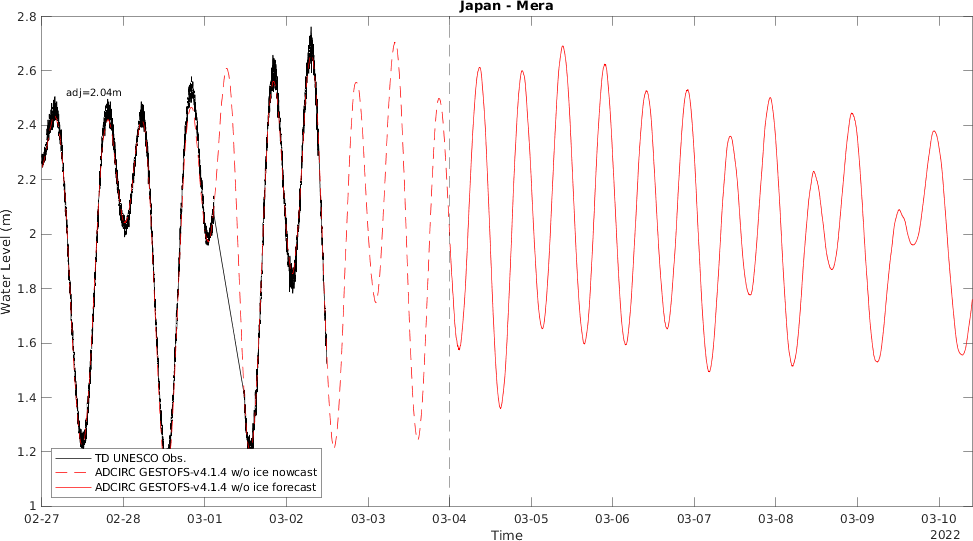 Japan - Mera
2.8
2.6
2.4
2.2
2
1.8
1.6
1.4
1.2
1
Water Level (m)
adj=2.04m
TD UNESCO Obs.
ADCIRC GESTOFS-v4.1.4 w/o ice nowcast
ADCIRC GESTOFS-v4.1.4 w/o ice forecast
02-27 02-28 03-01 03-02 03-03 03-04 03-05 03-06 03-07 03-08 03-09 03-10
2022
Time